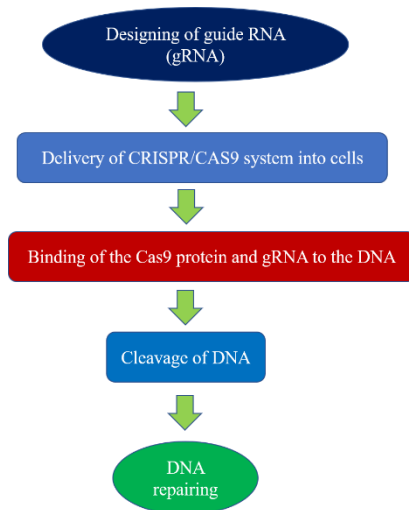 Designing of guide RNA
(gRNA)
Delivery of CRISPR/CAS9 system into cells
Binding of the Cas9 protein and gRNA to the DNA
Cleavage of DNA
DNA
repairing